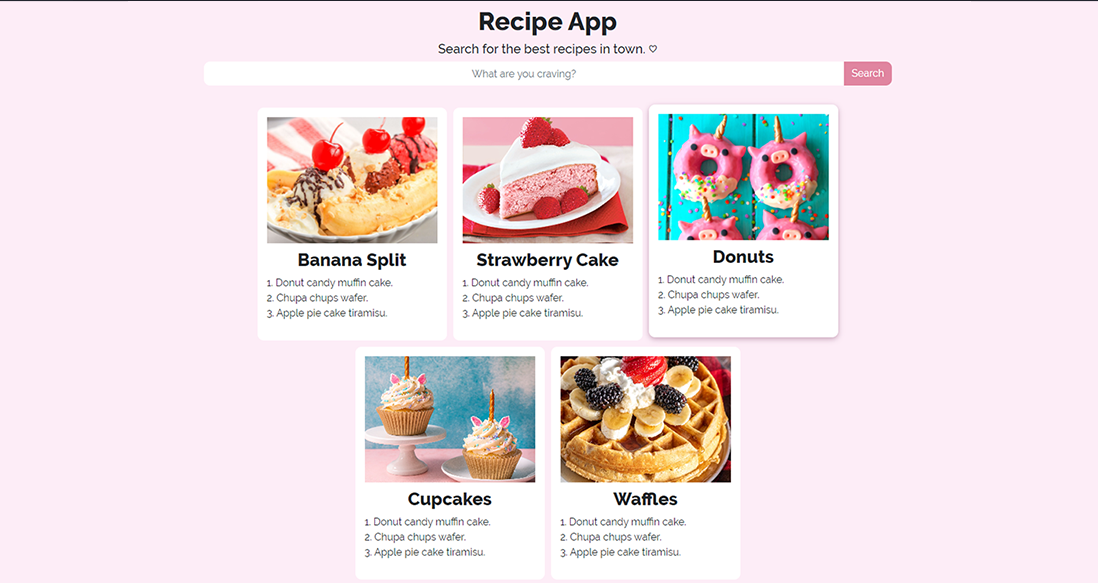 Recipe App
Search for the best recipes in town. ♡
What are you craving?
Search
Banana Split
1. Donut candy muffin cake.
2. Chupa chups wafer.
3. Apple pie cake tiramisu.
Strawberry Cake
1. Donut candy muffin cake.
2. Chupa chups wafer.
3. Apple pie cake tiramisu.
Donuts
1. Donut candy muffin cake.
2. Chupa chups wafer.
3. Apple pie cake tiramisu.
Cupcakes
1. Donut candy muffin cake.
2. Chupa chups wafer.
3. Apple pie cake tiramisu.
Waffles
1. Donut candy muffin cake.
2. Chupa chups wafer.
3. Apple pie cake tiramisu.